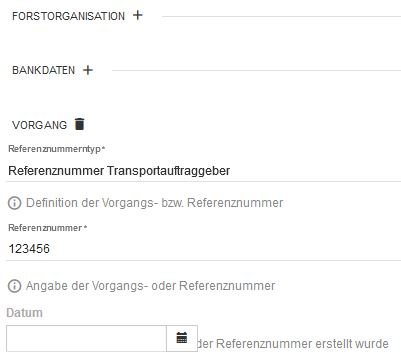 FORSTORGANISATION +
BANKDATEN +
VORGANG
Referenznummerntyp*
Referenznummer Transportauftraggeber
Definition der Vorgangs- bzw. Referenznummer
Referenznummer *
123456
Angabe der Vorgangs- oder Referenznummer
Datum
der Referenznummer erstellt wurde